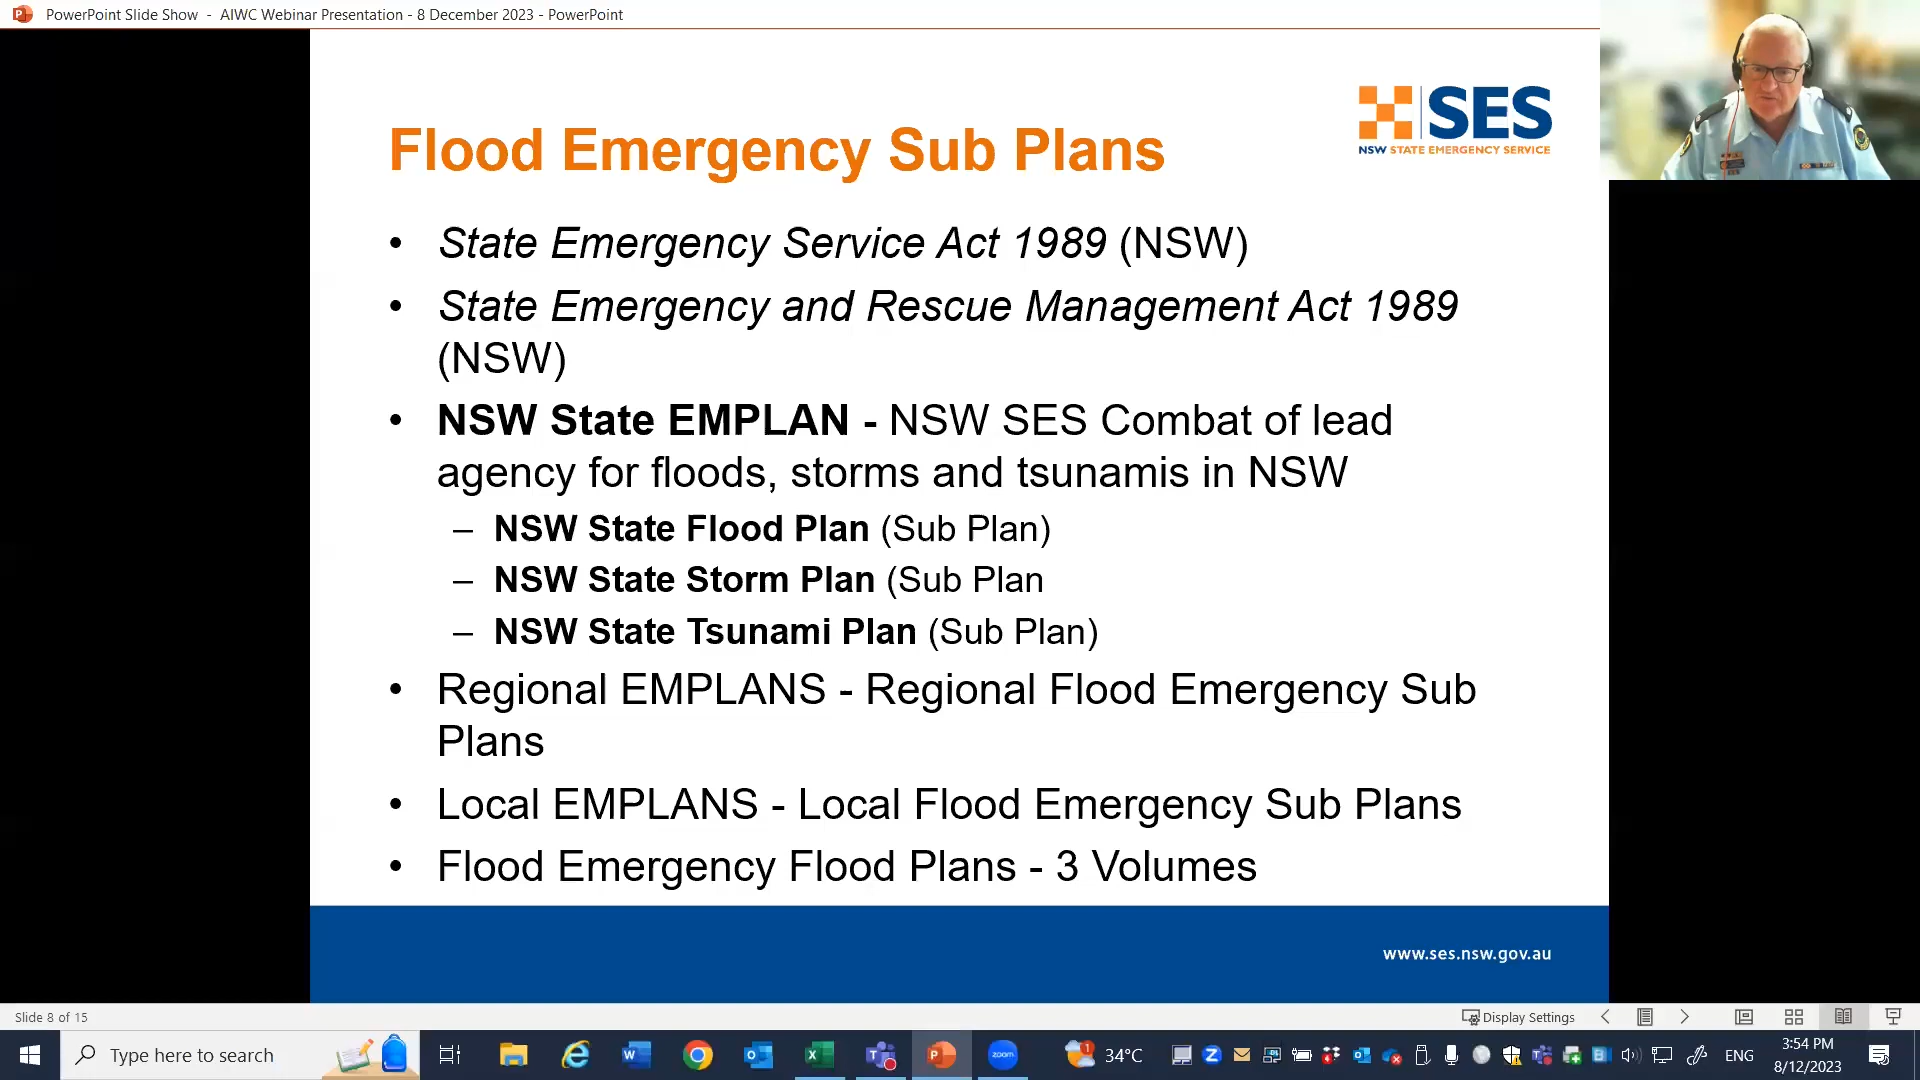 PowerPoint Slide Show - AIWC Webinar Presentation - 8 December 2023 - PowerPoint
SES
NSW STATE EMERGENCY SERVICE
Flood Emergency Sub Plans
• State Emergency Service Act 1989 (NSW)
• State Emergency and Rescue Management Act 1989
(NSW)
• NSW State EMPLAN - NSW SES Combat of lead
agency for floods, storms and tsunamis in NSW
– NSW State Flood Plan (Sub Plan)
– NSW State Storm Plan (Sub Plan
– NSW State Tsunami Plan (Sub Plan)
• Regional EMPLANS - Regional Flood Emergency Sub
Plans
• Local EMPLANS - Local Flood Emergency Sub Plans
• Flood Emergency Flood Plans - 3 Volumes
www.ses.nsw.gov.au
Slide 8 of 15
Display Settings
Type here to search
zoom
1
34°C
ENG
3:54 PM
8/12/2023